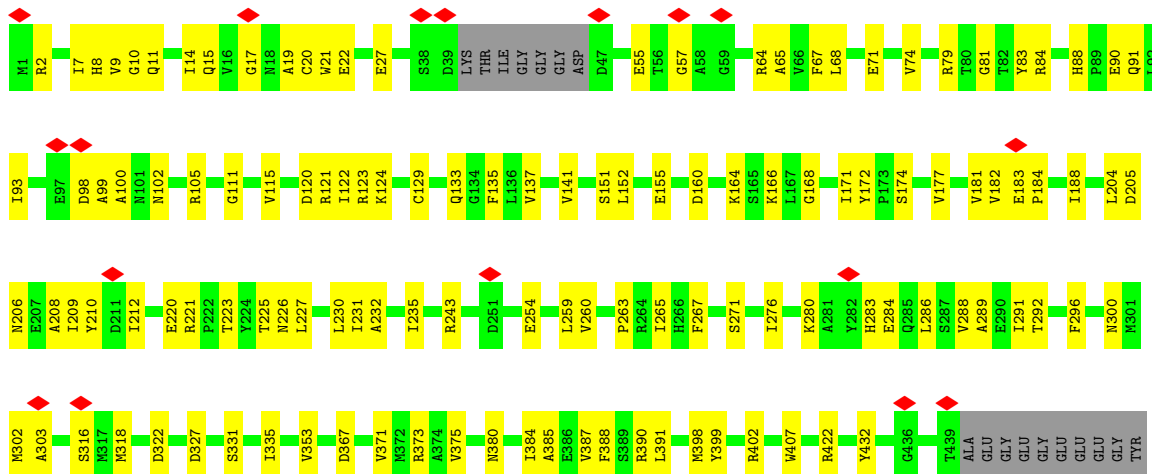 M1 R2 I7 H8 V9 G10 Q11 I14 Q15 V16 G17 N18 A19 C20 W21 E22 E27 S38 D39 LYS THR ILE GLY GLY GLY ASP D47 E55 T56 G57 A58 G59 R64 A65 V66 F67 L68 E71 V74 R79 T80 G81 T82 Y83 R84 H88 P89 E90 Q91 L92
I93 E97 D98 A99 A100 N101 N102 R105 G111 V115 D120 R121 I122 R123 K124 C129 Q133 G134 F135 L136 V137 V141 S151 L152 E155 D160 K164 S165 K166 L167 G168 I171 Y172 P173 S174 V177 V181 V182 E183 P184 I188 L204 D205
N206 E207 A208 I209 Y210 D211 I212 E220 R221 P222 T223 Y224 T225 N226 L227 L230 I231 A232 I235 R243 D251 E254 L259 V260 P263 R264 I265 H266 F267 S271 I276 K280 A281 Y282 H283 E284 Q285 L286 S287 V288 A289 E290 I291 T292 F296 N300 M301
M302 A303 S316 M317 M318 D322 D327 S331 I335 V353 D367 V371 M372 R373 A374 V375 N380 I384 A385 E386 V387 F388 S389 R390 L391 M398 Y399 R402 W407 R422 Y432 G436 T439 ALA GLU GLY GLU GLY GLU GLU GLU GLY TYR